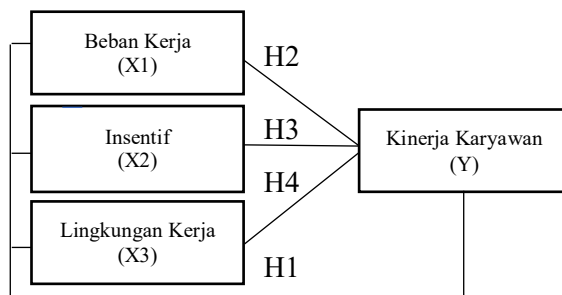 Beban Kerja
(X1)
H2
Insentif
(X2)
H3
Kinerja Karyawan
(Y)
H4
Lingkungan Kerja
(X3)
H1